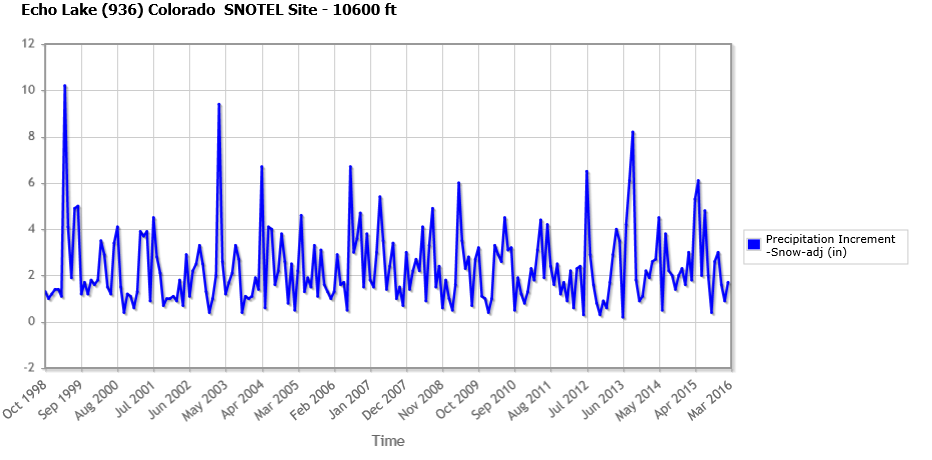 Echo Lake (936) Colorado  SNOTEL Site - 10600 ft
12
10
8
6
4
2
0
-2
Oct 1998
Sep 1999
Aug 2000
Jul 2001
Jun 2002
May 2003
Apr 2004
Mar 2005
Feb 2006
Jan 2007
Dec 2007
Nov 2008
Oct 2009
Sep 2010
Aug 2011
Jul 2012
Jun 2013
May 2014
Apr 2015
Mar 2016
Time
Precipitation Increment
-Snow-adj (in)